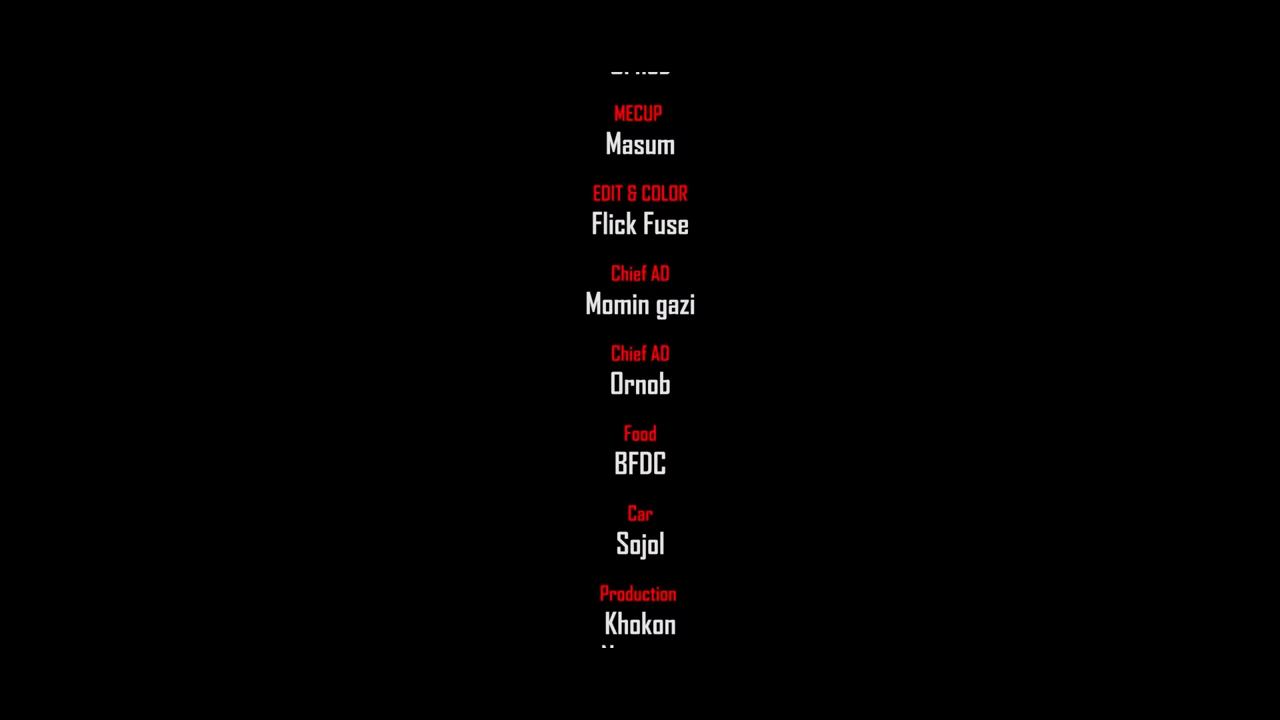 MECUP
Masum
EDIT & COLOR
Flick Fuse
Chief AD
Momin gazi
Chief AD
Ornob
Food
BFDC
Car
Sojol
Production
Khokon